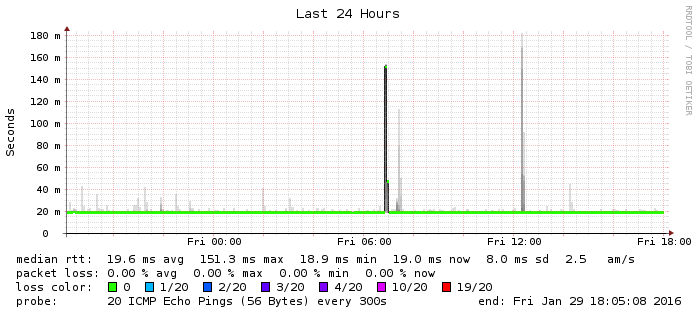 Last 24 Hours
RRDTOOL / TOBI OETIKER
Seconds
180 m
160 m
140 m
120 m
100 m
80 m
60 m
40 m
20 m
0
Fri 00:00 Fri 06:00 Fri 12:00 Fri 18:00
median rtt: 19.6 ms avg 151.3 ms max 18.9 ms min 19.0 ms now 8.0 ms sd 2.5 am/s
packet loss: 0.00 % avg 0.00 % max 0.00 % min 0.00 % now
loss color: 0 1/20 2/20 3/20 4/20 10/20 19/20
probe: 20 ICMP Echo Pings (56 Bytes) every 300s end: Fri Jan 29 18:05:08 2016